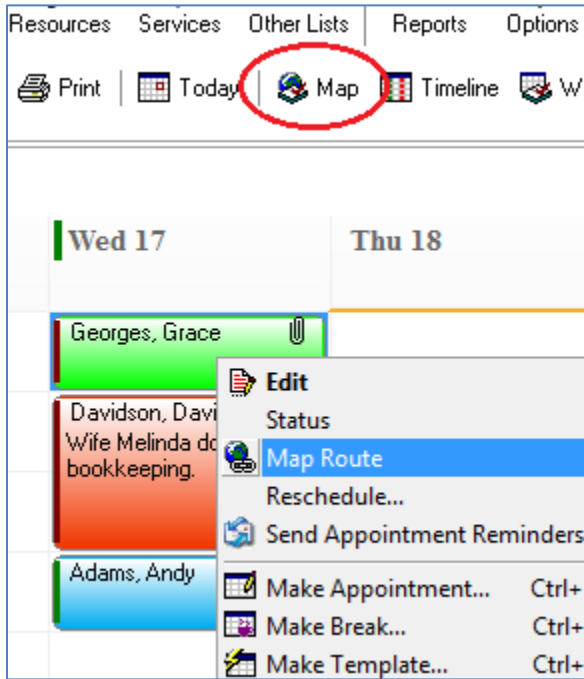 Resources Services Other Lists Reports Options
Print Today Map Timeline W
Wed 17 Thu 18
Georges, Grace
Edit
Davidson, Davi
Status
Wife Melinda do
Map Route
bookkeeping.
Reschedule...
Send Appointment Reminders
Adams, Andy
Make Appointment... Ctrl+
Make Break... Ctrl+
Make Template... Ctrl+